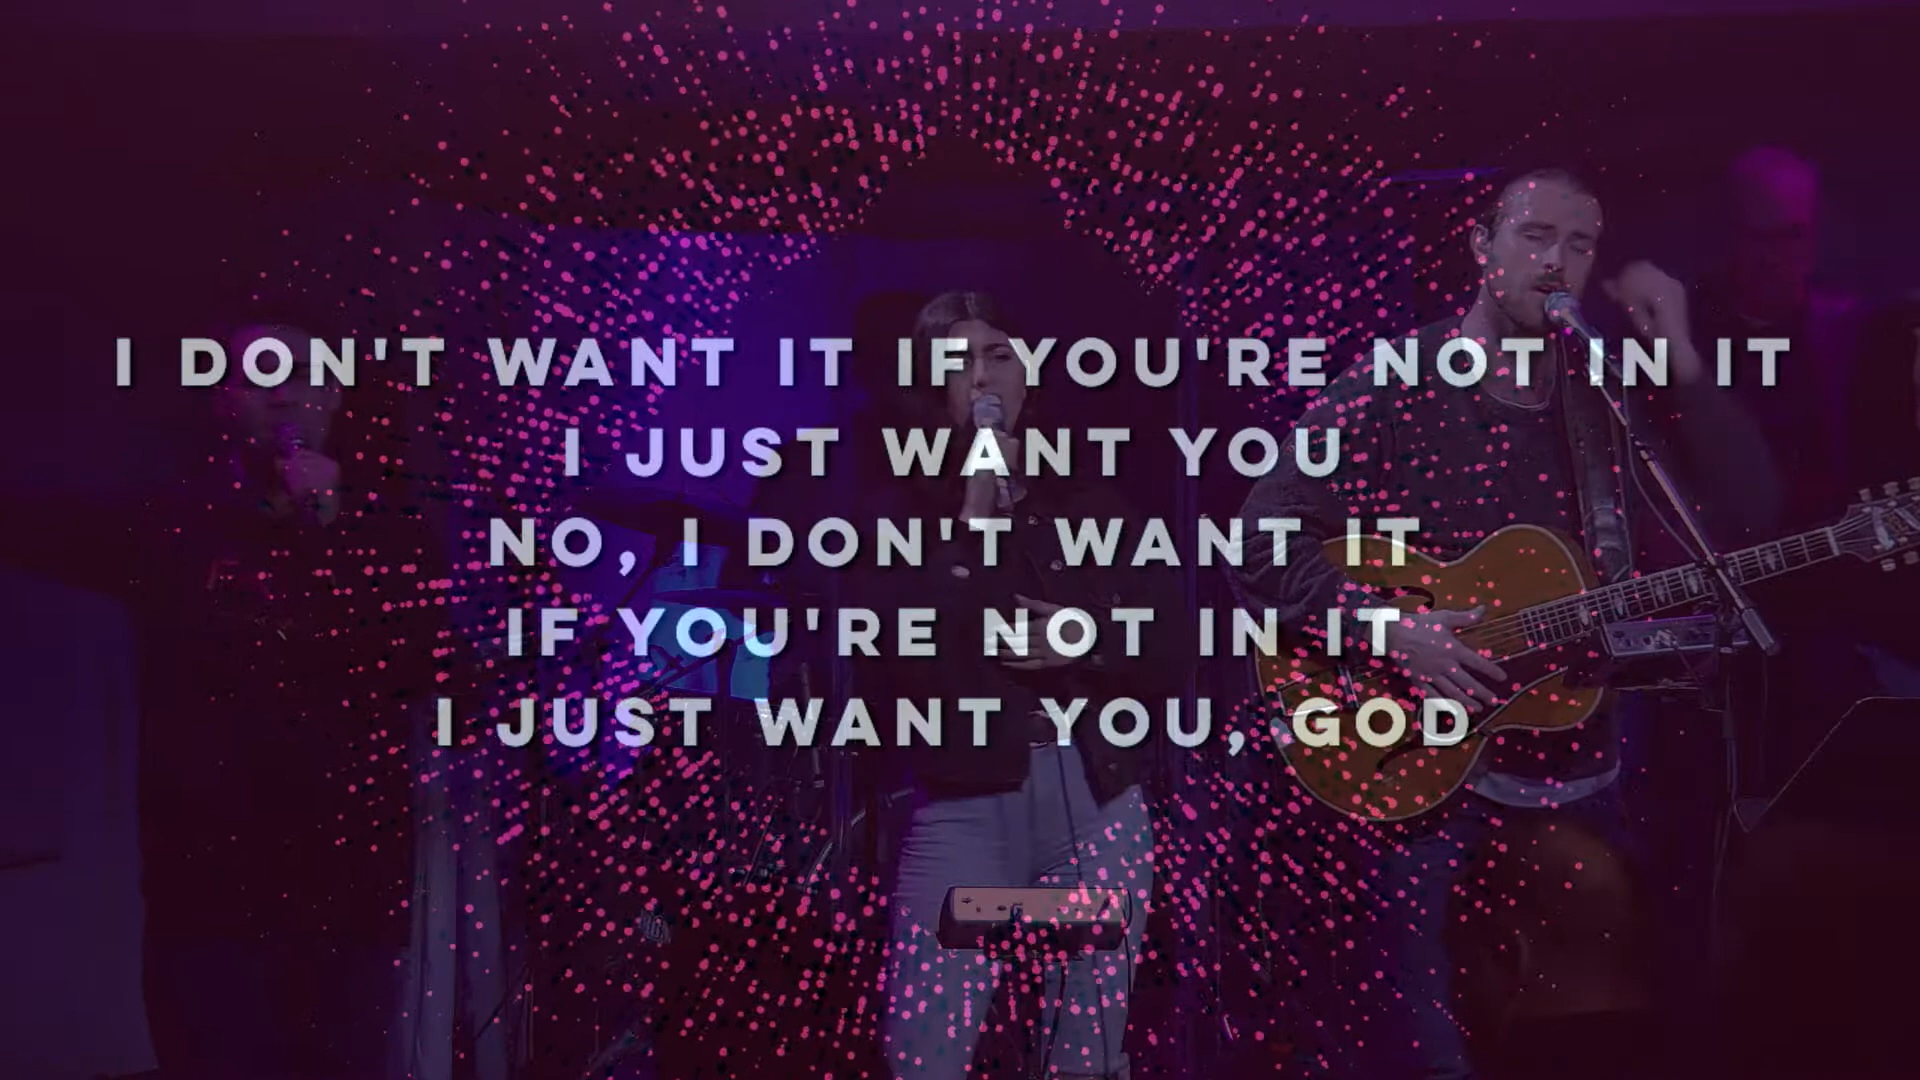 I DON'T WANT IT IF YOU'RE NOT IN IT
I JUST WANT YOU
NO, I DON'T WANT IT
IF YOU'RE NOT IN IT
I JUST WANT YOU, GOD